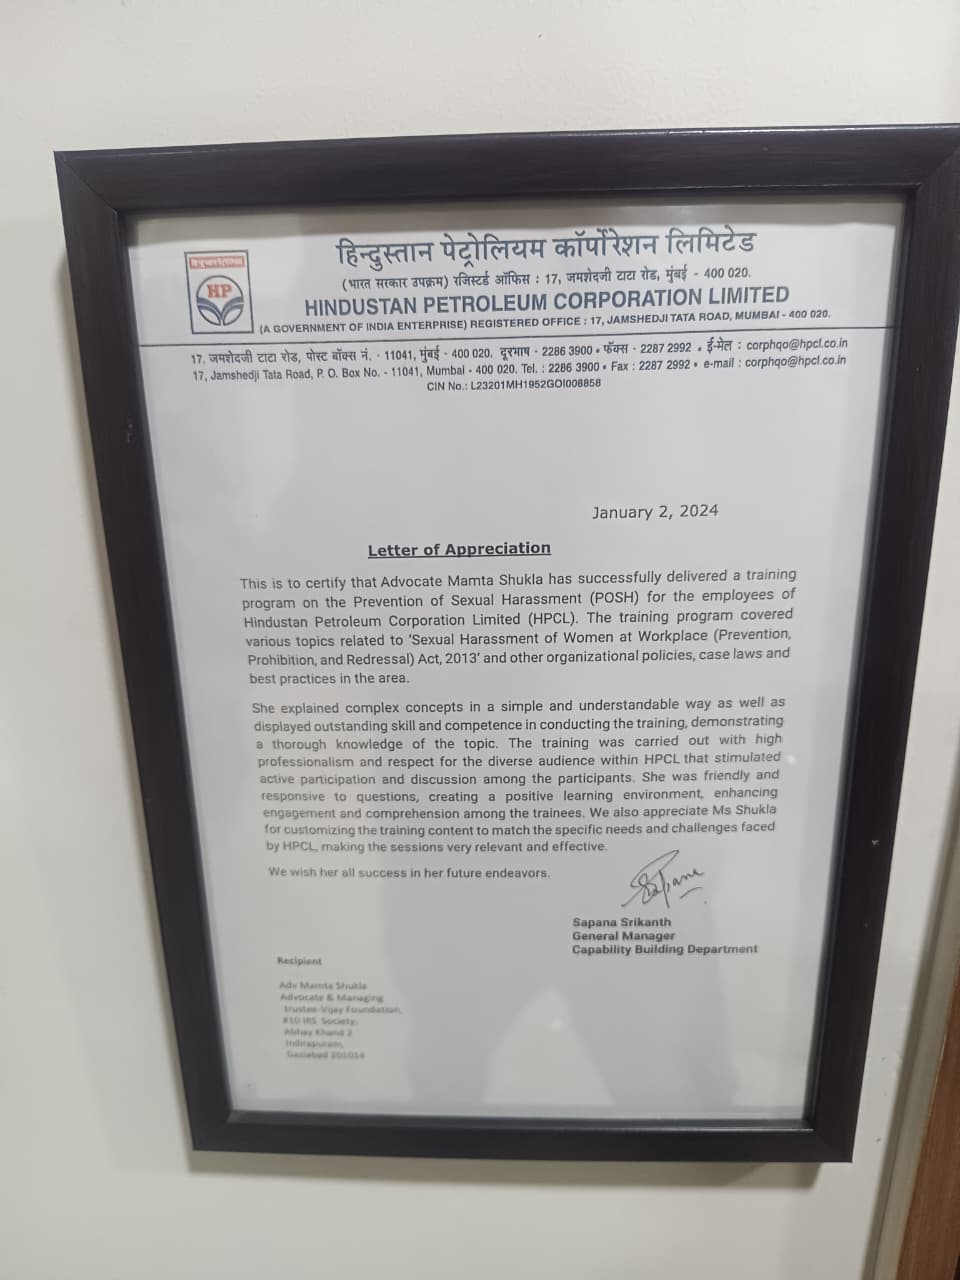 हिन्दुस्तान पेट्रोलियम
HP
हिन्दुस्तान पेट्रोलियम कॉर्पोरेशन लिमिटेड
(भारत सरकार उपक्रम) रजिस्टर्ड ऑफिस : 17, जमशेदजी टाटा रोड, मुंबई - 400 020.
HINDUSTAN PETROLEUM CORPORATION LIMITED
(A GOVERNMENT OF INDIA ENTERPRISE) REGISTERED OFFICE : 17, JAMSHEDJI TATA ROAD, MUMBAI - 400 020.
17, जमशेदजी टाटा रोड, पोस्ट बॉक्स नं. - 11041, मुंबई - 400 020. दूरभाष - 2286 3900 • फॅक्स - 2287 2992 • ई-मेल : corphqo@hpcl.co.in
17, Jamshedji Tata Road, P. O. Box No. - 11041, Mumbai - 400 020. Tel. : 2286 3900 • Fax : 2287 2992 • e-mail : corphqo@hpcl.co.in
CIN No.: L23201MH1952GOI008858
January 2, 2024
Letter of Appreciation
This is to certify that Advocate Mamta Shukla has successfully delivered a training
program on the Prevention of Sexual Harassment (POSH) for the employees of
Hindustan Petroleum Corporation Limited (HPCL). The training program covered
various topics related to 'Sexual Harassment of Women at Workplace (Prevention,
Prohibition, and Redressal) Act, 2013' and other organizational policies, case laws and
best practices in the area.
She explained complex concepts in a simple and understandable way as well as
displayed outstanding skill and competence in conducting the training, demonstrating
a thorough knowledge of the topic. The training was carried out with high
professionalism and respect for the diverse audience within HPCL that stimulated
active participation and discussion among the participants. She was friendly and
responsive to questions, creating a positive learning environment, enhancing
engagement and comprehension among the trainees. We also appreciate Ms Shukla
for customizing the training content to match the specific needs and challenges faced
by HPCL, making the sessions very relevant and effective.
We wish her all success in her future endeavors.
Sapana
Sapana Srikanth
General Manager
Capability Building Department
Recipient
Adv Mamta Shukla
Advocate & Managing
Trustee-Vijay Foundation,
#10 IRS Society,
Abhay Khand 2
Indirapuram,
Gaziabad 201014